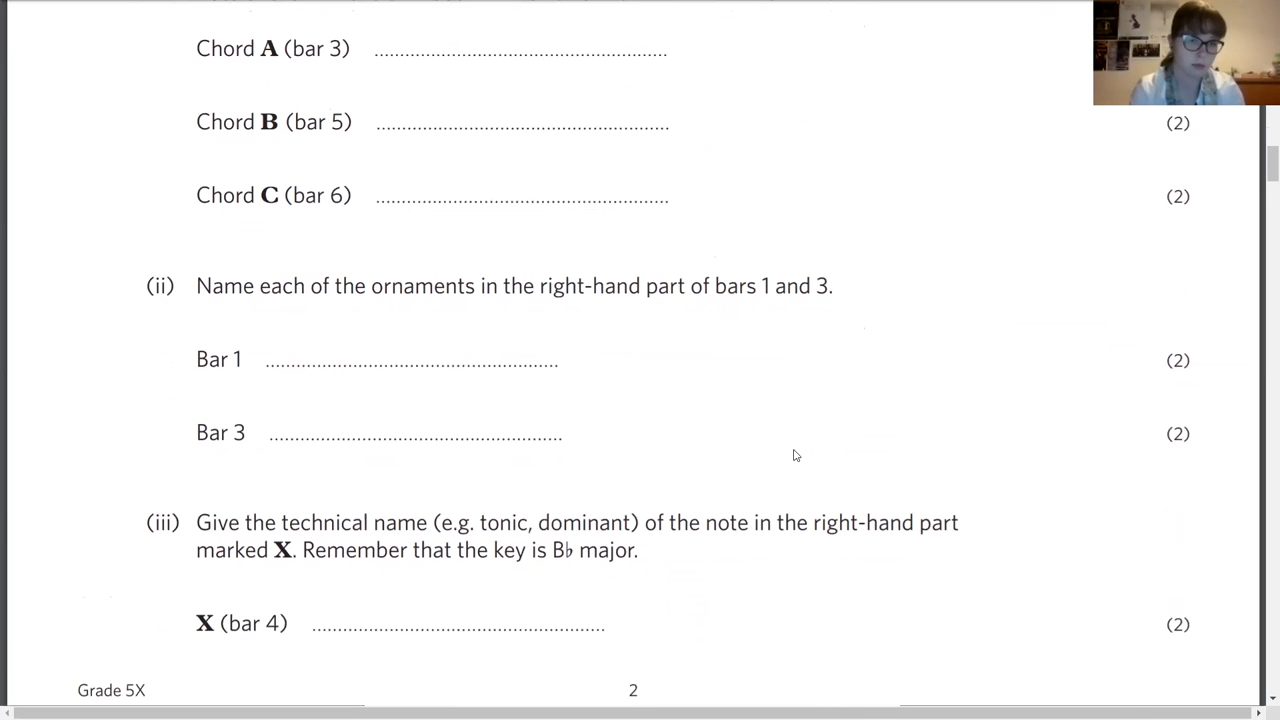 Chord A (bar 3) ..................................................
Chord B (bar 5) .................................................. (2)
Chord C (bar 6) .................................................. (2)
(ii) Name each of the ornaments in the right-hand part of bars 1 and 3.
Bar 1 .................................................. (2)
Bar 3 .................................................. (2)
(iii) Give the technical name (e.g. tonic, dominant) of the note in the right-hand part
marked X. Remember that the key is B♭ major.
X (bar 4) .................................................. (2)
Grade 5X 2